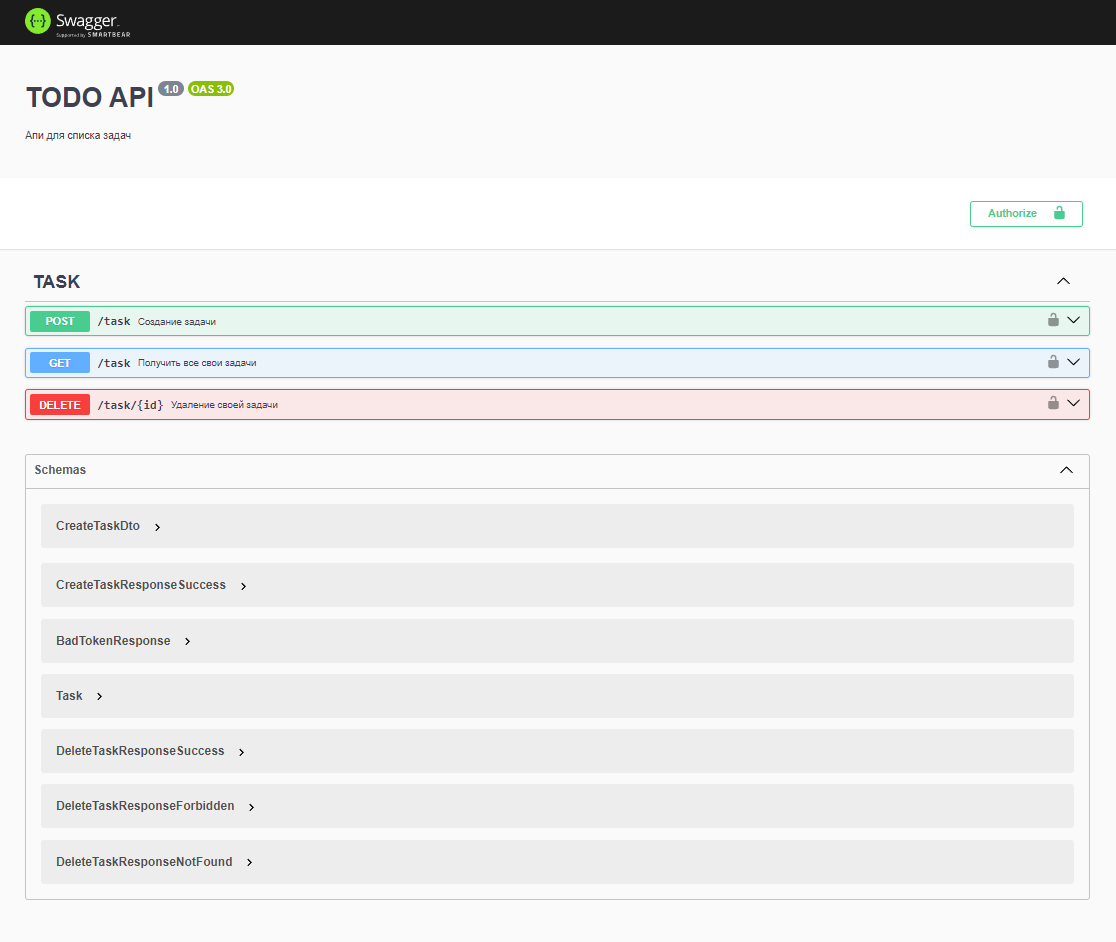 Swagger
Supported by SMARTBEAR
TODO API 1.0 OAS 3.0
Апи для списка задач
Authorize
TASK
POST /task Создание задачи
GET /task Получить все свои задачи
DELETE /task/{id} Удаление своей задачи
Schemas
CreateTaskDto
CreateTaskResponseSuccess
BadTokenResponse
Task
DeleteTaskResponseSuccess
DeleteTaskResponseForbidden
DeleteTaskResponseNotFound